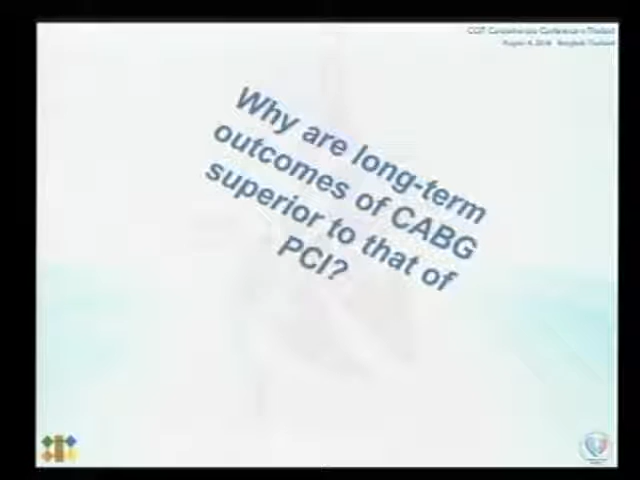 Why are long-term
outcomes of CABG
superior to that of
PCI?